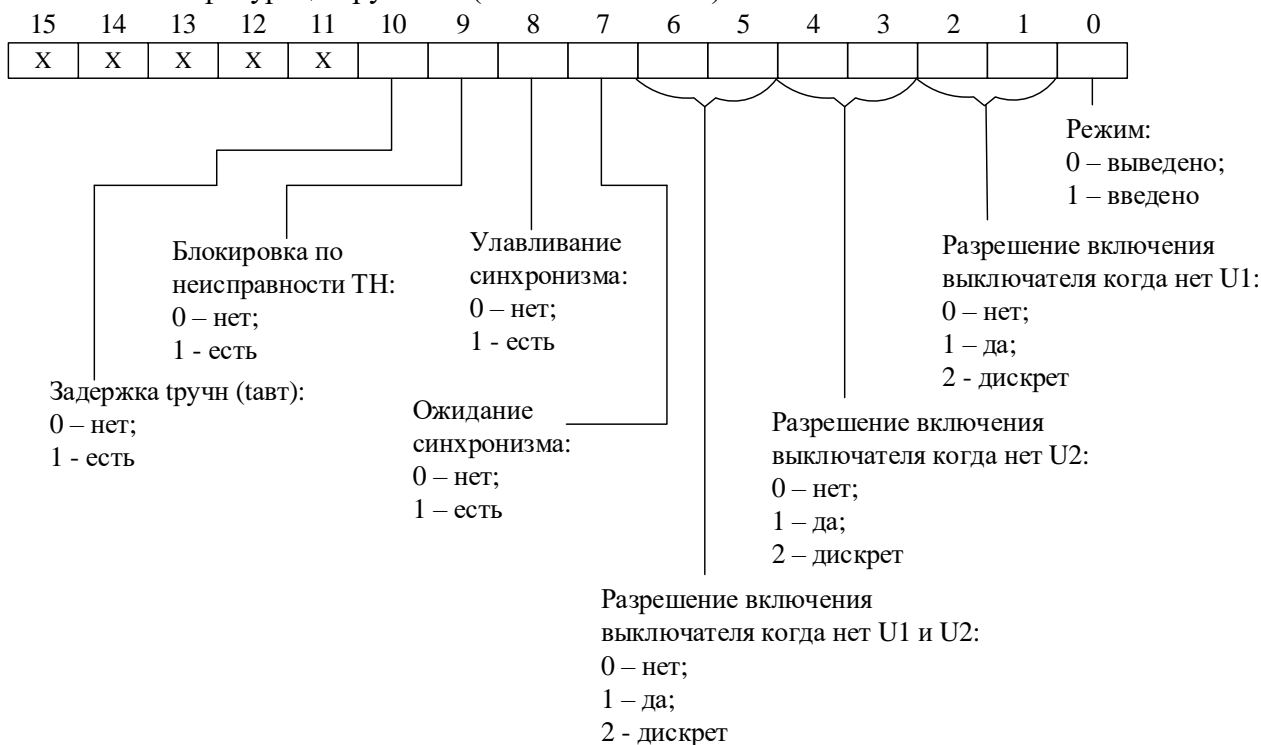 15 14 13 12 11 10 9 8 7 6 5 4 3 2 1 0
X X X X X
Режим:
0 – выведено;
1 – введено
Разрешение включения
выключателя когда нет U1:
0 – нет;
1 – да;
2 - дискрет
Блокировка по
неисправности ТН:
0 – нет;
1 - есть
Улавливание
синхронизма:
0 – нет;
1 - есть
Задержка tручн (tавт):
0 – нет;
1 - есть
Ожидание
синхронизма:
0 – нет;
1 – есть
Разрешение включения
выключателя когда нет U2:
0 – нет;
1 – да;
2 – дискрет
Разрешение включения
выключателя когда нет U1 и U2:
0 – нет;
1 – да;
2 - дискрет